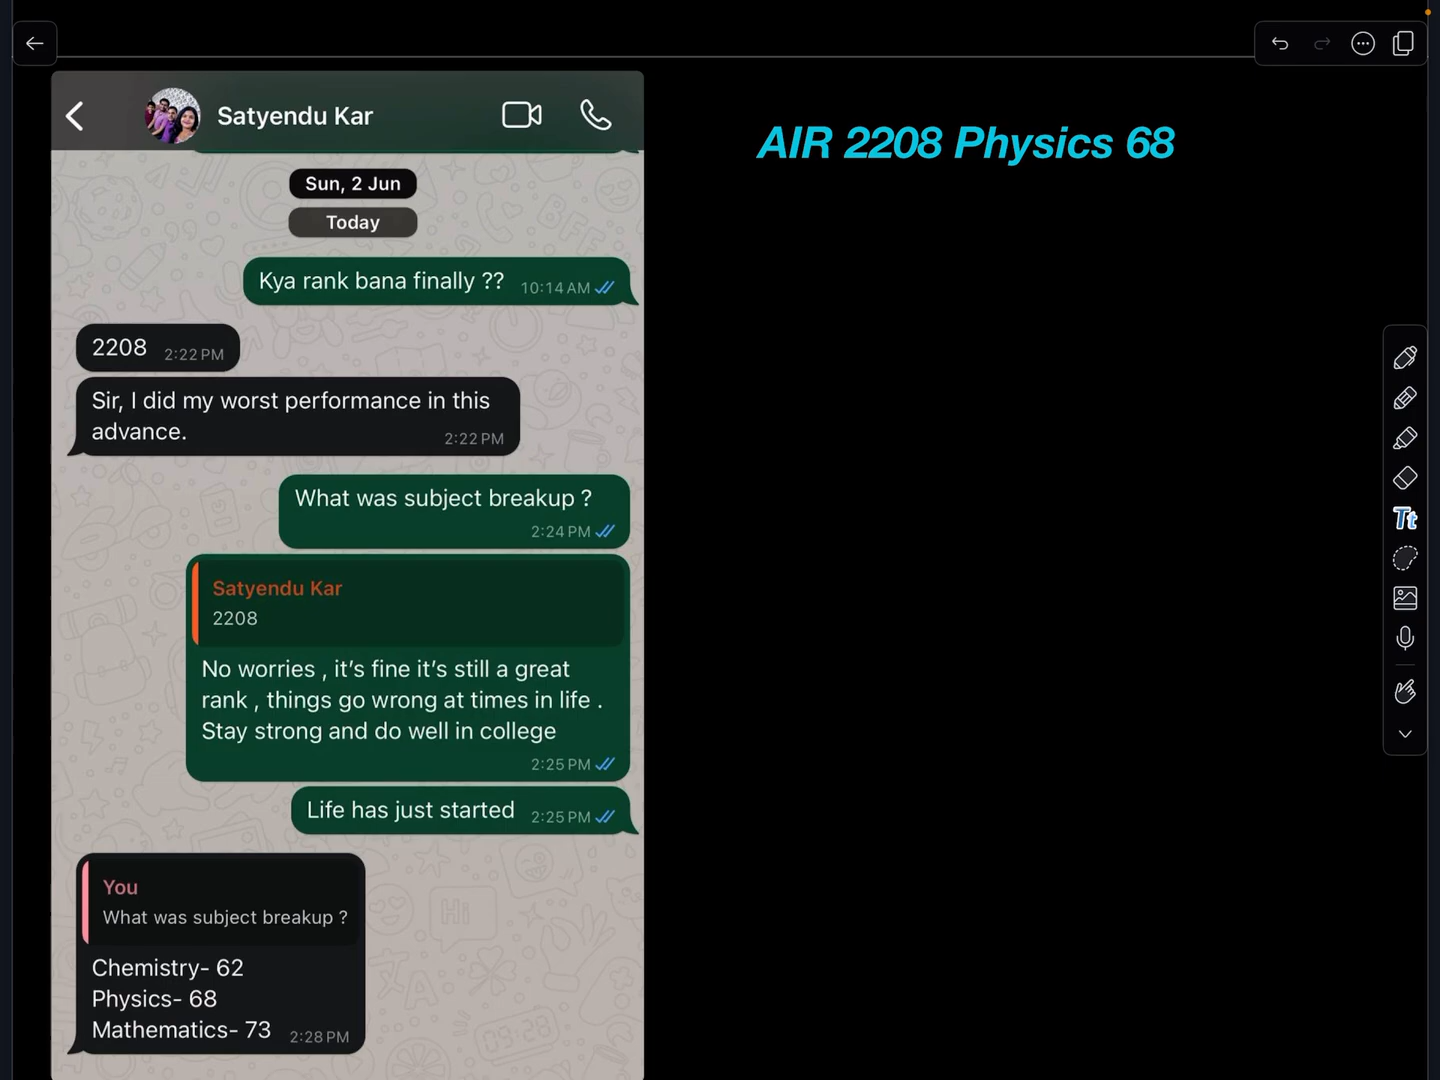 Satyendu Kar
AIR 2208 Physics 68
Sun, 2 Jun
Today
Kya rank bana finally ?? 10:14 AM
2208 2:22 PM
Sir, I did my worst performance in this
advance. 2:22 PM
What was subject breakup ?
2:24 PM
Satyendu Kar
2208
No worries , it’s fine it’s still a great
rank , things go wrong at times in life .
Stay strong and do well in college
2:25 PM
Life has just started 2:25 PM
You
What was subject breakup ?
Chemistry- 62
Physics- 68
Mathematics- 73 2:28 PM
Tt